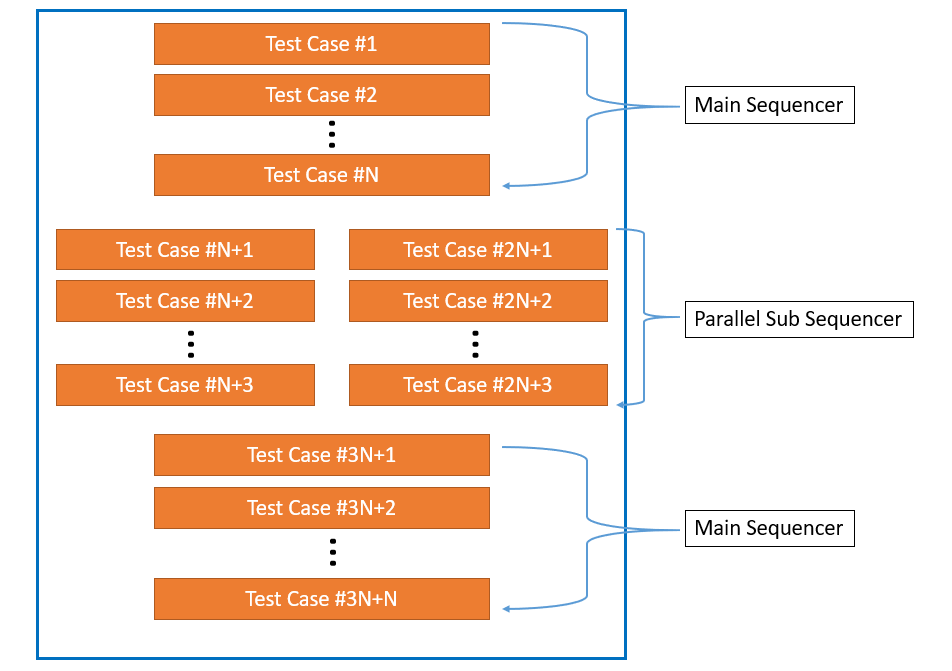 Test Case #1
Test Case #2
Test Case #N
Main Sequencer
Test Case #N+1
Test Case #N+2
Test Case #N+3
Test Case #2N+1
Test Case #2N+2
Test Case #2N+3
Parallel Sub Sequencer
Test Case #3N+1
Test Case #3N+2
Test Case #3N+N
Main Sequencer